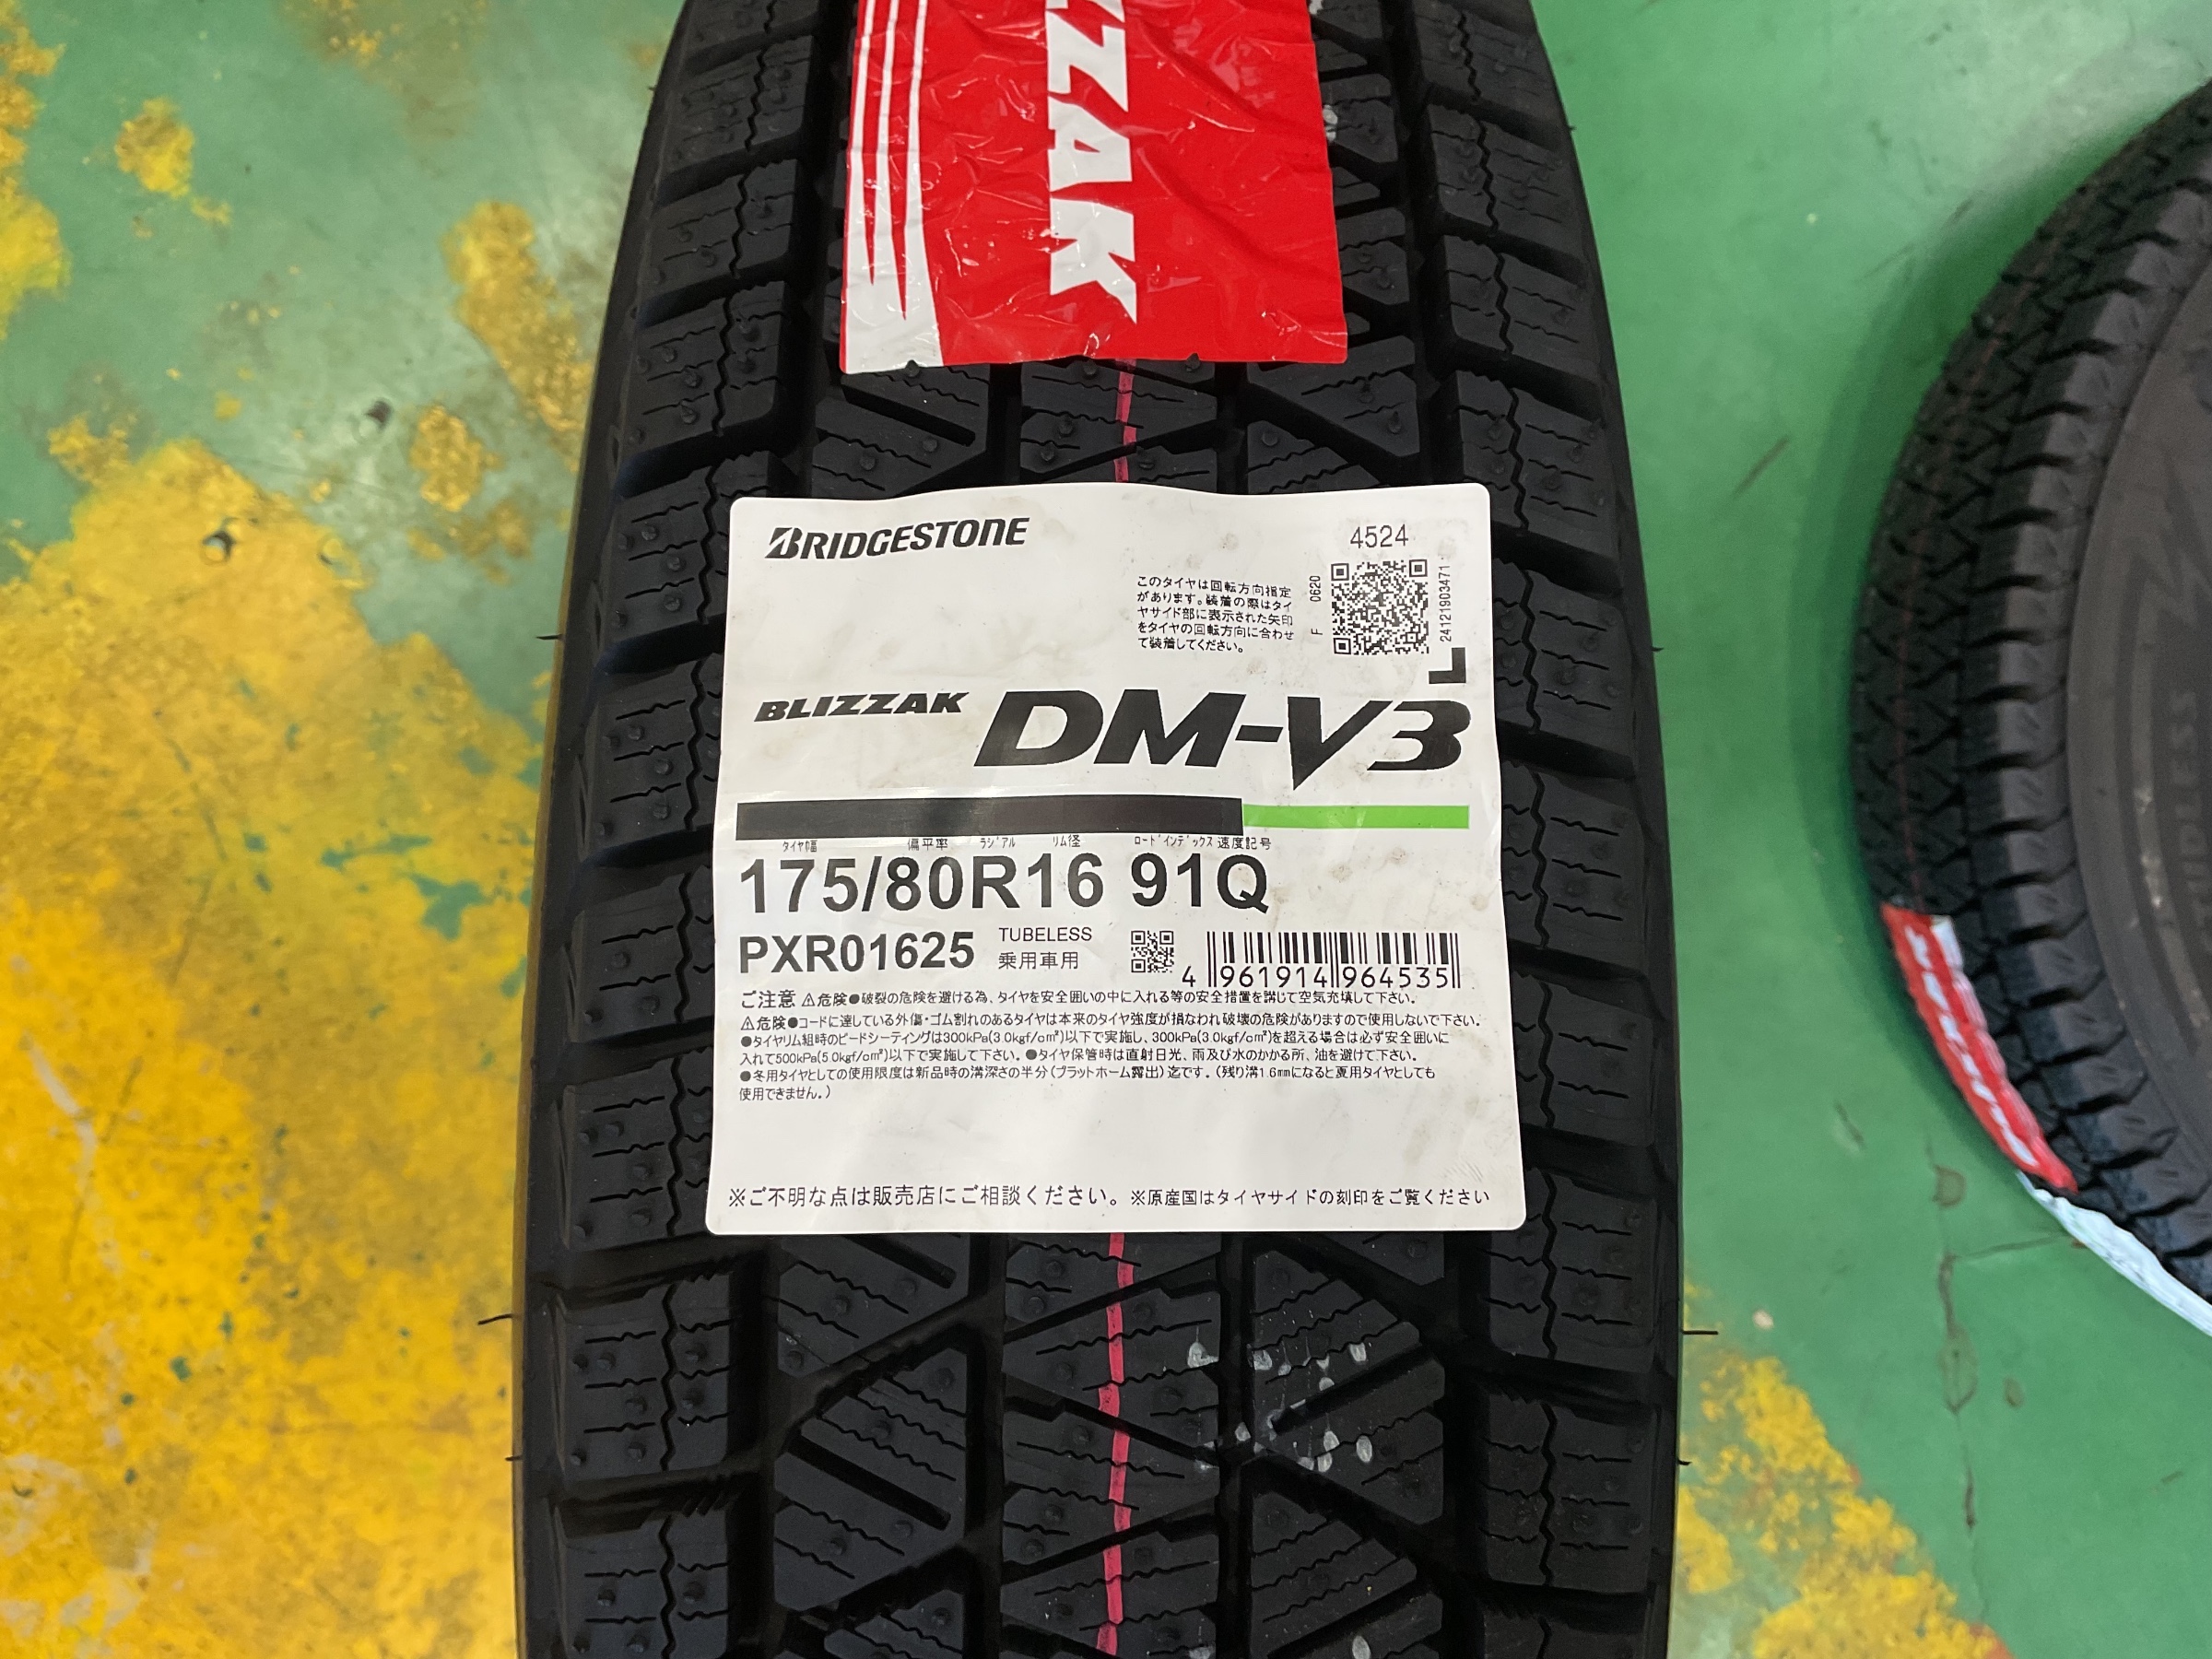 ZZAK
BRIDGESTONE
4524
このタイヤは回転方向指定
があります。装着の際はタイ
ヤサイド部に表示された矢印
をタイヤの回転方向に合わせ
て装着してください。
F 0620
24121903471
BLIZZAK DM-V3
タイヤ幅 偏平率 ラジアル リム径 ロードインデックス 速度記号
175/80R16 91Q
PXR01625 TUBELESS
乗用車用
4 961914 964535
ご注意 ⚠危険●破裂の危険を避ける為、タイヤを安全囲いの中に入れる等の安全措置を講じて空気充填して下さい。
⚠危険●コードに達している外傷・ゴム割れのあるタイヤは本来のタイヤ強度が損なわれ破壊の危険がありますので使用しないで下さい。
●タイヤリム組時のビードシーティングは300kPa(3.0kgf/cm²)以下で実施し、300kPa(3.0kgf/cm²)を超える場合は必ず安全囲いに
入れて500kPa(5.0kgf/cm²)以下で実施して下さい。●タイヤ保管時は直射日光、雨及び水のかかる所、油を避けて下さい。
●冬用タイヤとしての使用限度は新品時の溝深さの半分(プラットホーム露出)迄です。(残り溝1.6mmになると夏用タイヤとしても
使用できません。)
※ご不明な点は販売店にご相談ください。※原産国はタイヤサイドの刻印をご覧ください